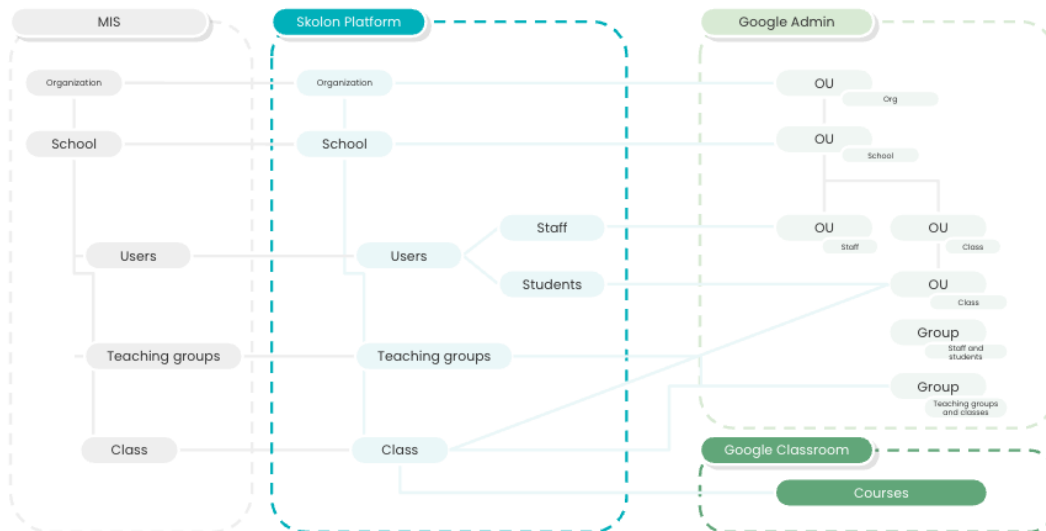 MIS
Skolon Platform
Google Admin
Organization
Organization
OU
Org
School
School
OU
School
Users
Users
Staff
Students
OU
Staff
OU
Class
OU
Class
Group
Staff and
students
Teaching groups
Teaching groups
Group
Teaching groups
and classes
Class
Class
Google Classroom
Courses